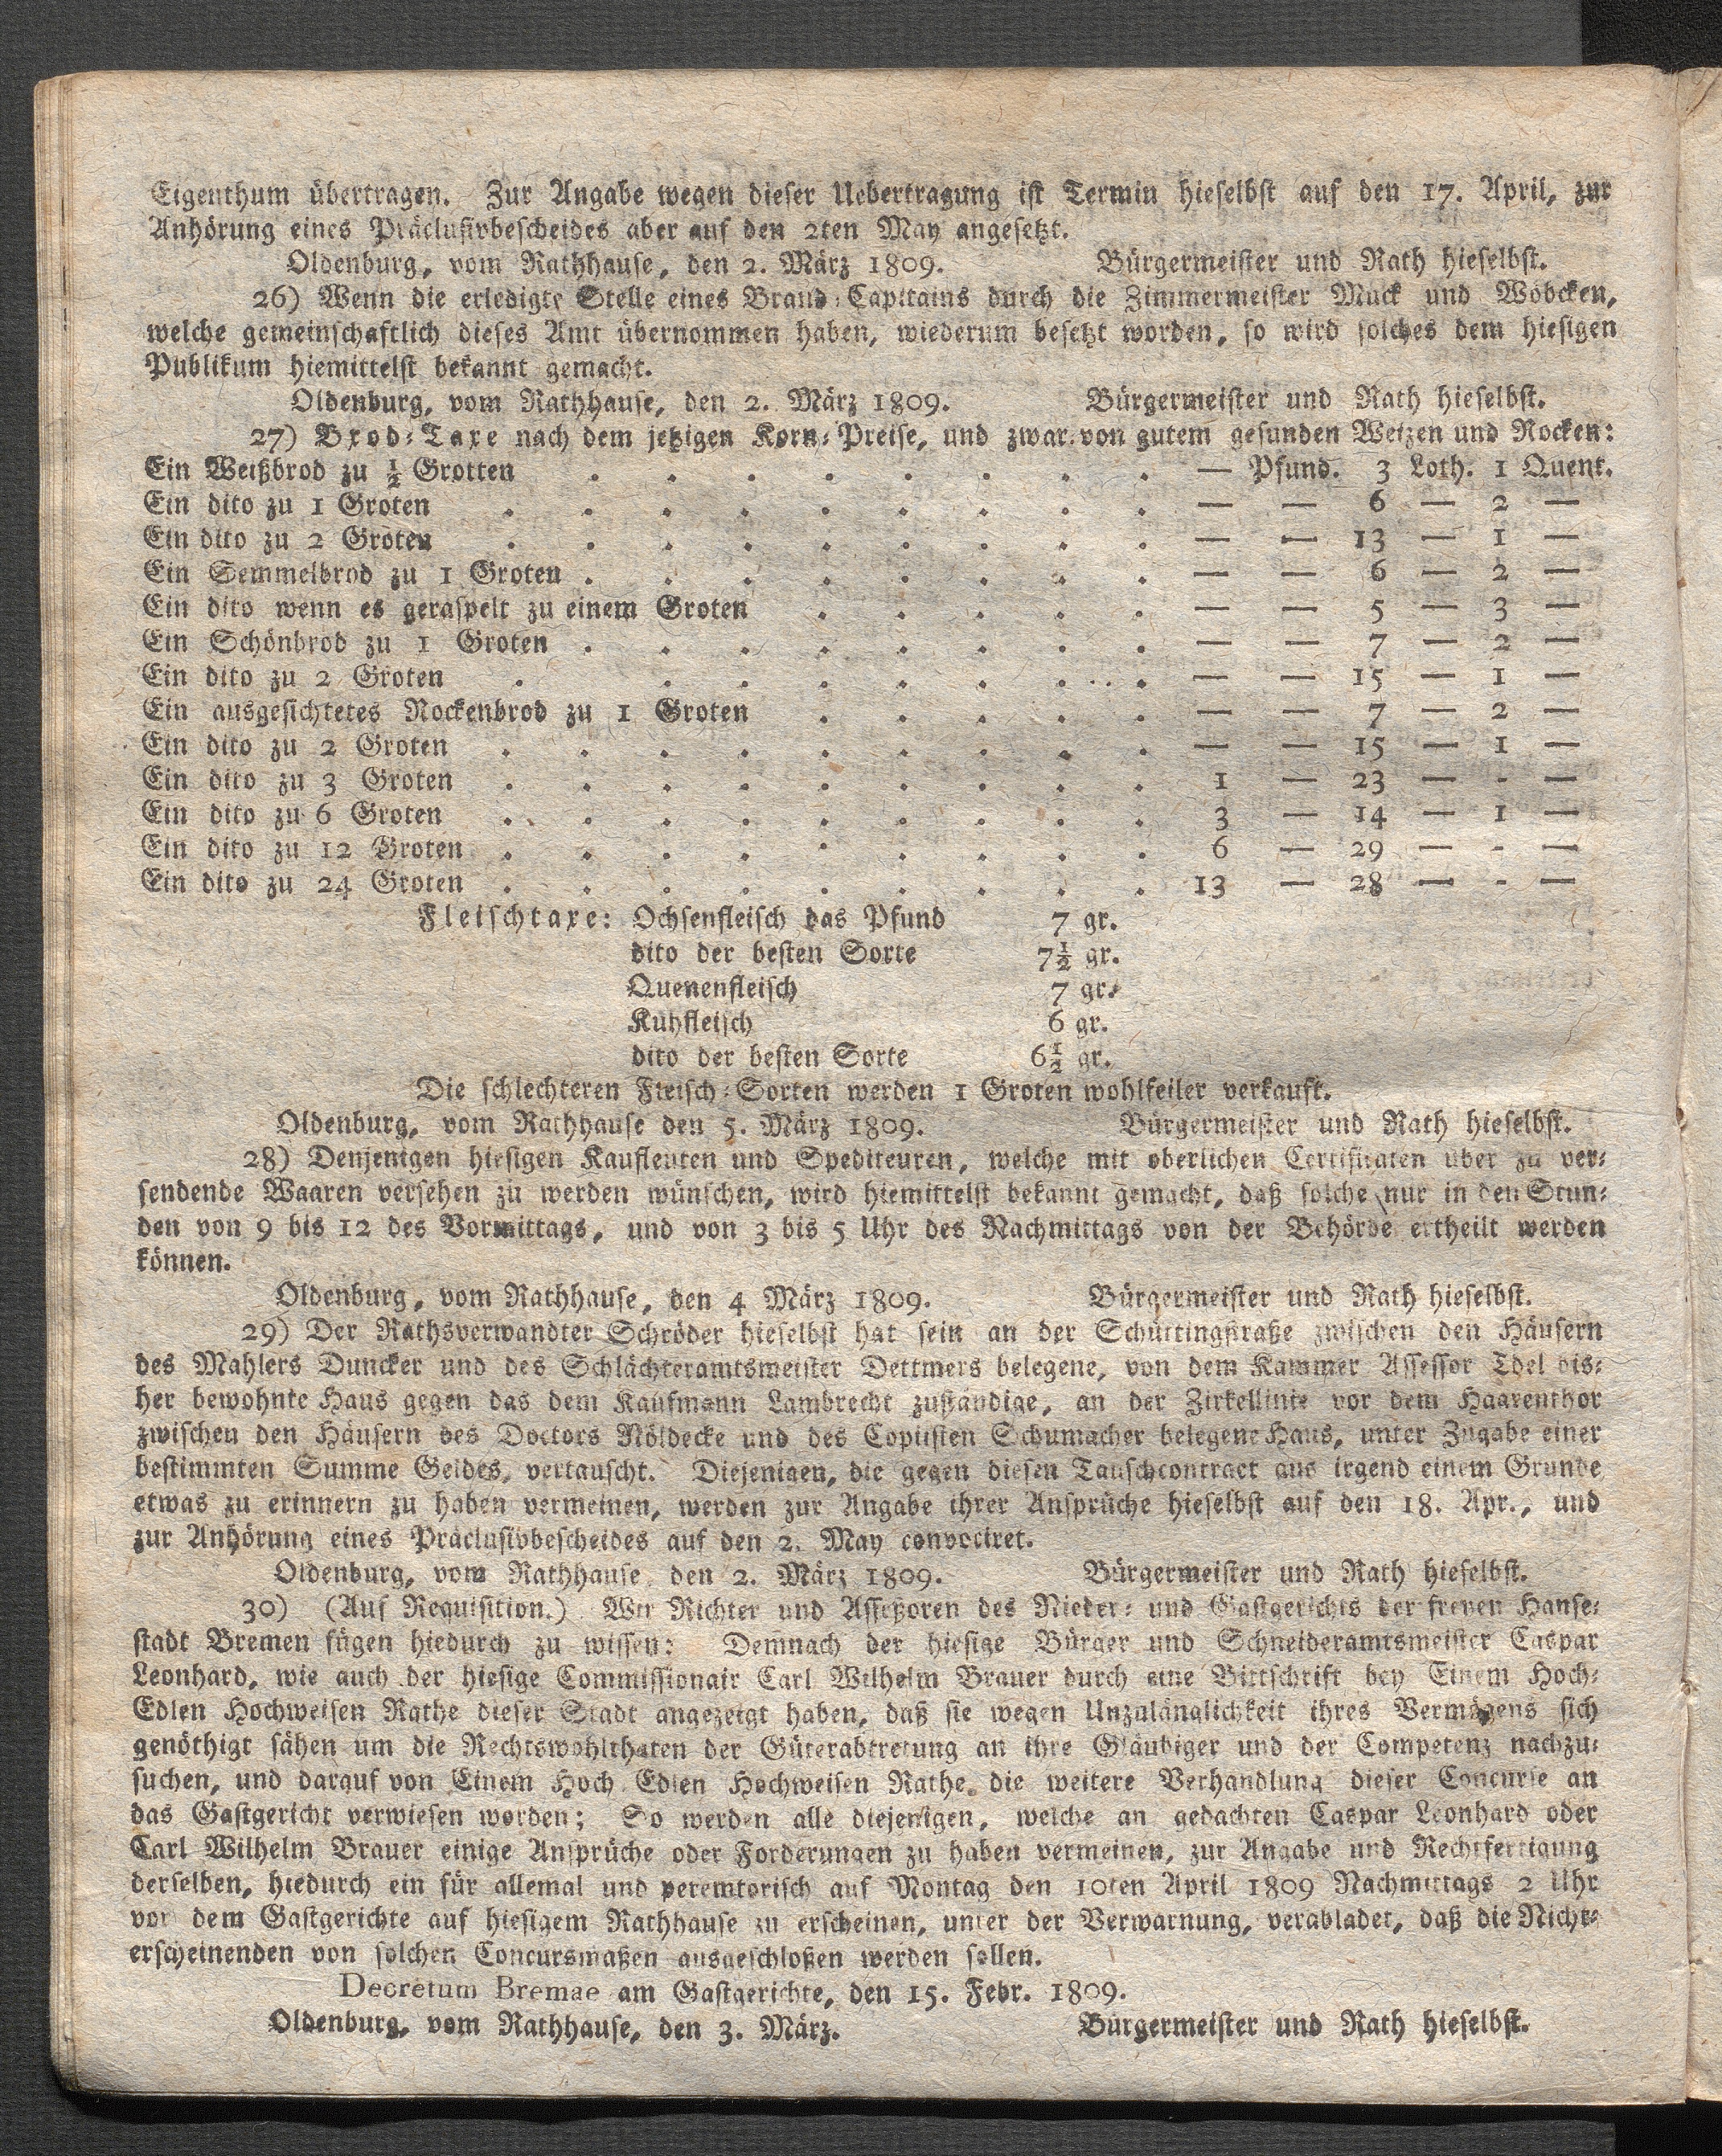 Eigenthum übertragen. Zur Angabe wegen dieser Uebertragung ist Termin hieselbst auf den 17. April, zur
Anhörung eines Präclusivbescheides aber auf den 2ten May angesetzt.
Oldenburg, vom Rathhause, den 2. März 1809. Bürgermeister und Rath hieselbst.
26) Wenn die erledigte Stelle eines Brand-Capitains durch die Zimmermeister Muck und Wöbcken,
welche gemeinschaftlich dieses Amt übernommen haben, wiederum besetzt worden, so wird solches dem hiesigen
Publikum hiemittelst bekannt gemacht.
Oldenburg, vom Rathhause, den 2. März 1809. Bürgermeister und Rath hieselbst.
27) Brod-Taxe nach dem jetzigen Korn-Preise, und zwar von gutem gesunden Weizen und Rocken:
Ein Weißbrod zu ½ Grotten . . . . . . . . — Pfund. 3 Loth. 1 Quent.
Ein dito zu 1 Groten . . . . . . . . . — — 6 — 2 —
Ein dito zu 2 Groten . . . . . . . . . — — 13 — 1 —
Ein Semmelbrod zu 1 Groten . . . . . . . . — — 6 — 2 —
Ein dito wenn es geraspelt zu einem Groten . . . . . — — 5 — 3 —
Ein Schönbrod zu 1 Groten . . . . . . . . — — 7 — 2 —
Ein dito zu 2 Groten . . . . . . . . — — 15 — 1 —
Ein ausgesichtetes Rockenbrod zu 1 Groten . . . . . — — 7 — 2 —
Ein dito zu 2 Groten . . . . . . . . . — — 15 — 1 —
Ein dito zu 3 Groten . . . . . . . . . 1 — 23 — - —
Ein dito zu 6 Groten . . . . . . . . . 3 — 14 — 1 —
Ein dito zu 12 Groten . . . . . . . . . 6 — 29 — - —
Ein dito zu 24 Groten . . . . . . . . . 13 — 28 — - —
Fleischtaxe: Ochsenfleisch das Pfund 7 gr.
dito der besten Sorte 7½ gr.
Quenenfleisch 7 gr.
Kuhfleisch 6 gr.
dito der besten Sorte 6½ gr.
Die schlechteren Fleisch-Sorten werden 1 Groten wohlfeiler verkauft.
Oldenburg, vom Rathhause den 5. März 1809. Bürgermeister und Rath hieselbst.
28) Denjenigen hiesigen Kaufleuten und Spediteuren, welche mit oberlichen Certifikaten über zu ver-
sendende Waaren versehen zu werden wünschen, wird hiemittelst bekannt gemacht, daß solche nur in den Stun-
den von 9 bis 12 des Vormittags, und von 3 bis 5 Uhr des Nachmittags von der Behörde ertheilt werden
können.
Oldenburg, vom Rathhause, den 4 März 1809. Bürgermeister und Rath hieselbst.
29) Der Rathsverwandter Schröder hieselbst hat sein an der Schüttingstraße zwischen den Häusern
des Mahlers Duncker und des Schlächteramtsmeister Dettmers belegene, von dem Kammer Assessor Tdel bis-
her bewohnte Haus gegen das dem Kaufmann Lambrecht zuständige, an der Zirkellinie vor dem Haarenthor
zwischen den Häusern des Doctors Nöldecke und des Copiisten Schumacher belegene Haus, unter Zugabe einer
bestimmten Summe Geldes, vertauscht. Diejenigen, die gegen diesen Tauschcontract aus irgend einem Grunde
etwas zu erinnern zu haben vermeinen, werden zur Angabe ihrer Ansprüche hieselbst auf den 18. Apr., und
zur Anhörung eines Präclusivbescheides auf den 2. May convociret.
Oldenburg, vom Rathhause den 2. März 1809. Bürgermeister und Rath hieselbst.
30) (Auf Requisition.) Wir Richter und Assessoren des Nieder- und Gastgerichts der freyen Hanse-
stadt Bremen fügen hiedurch zu wissen: Demnach der hiesige Bürger und Schneideramtsmeister Caspar
Leonhard, wie auch der hiesige Commissionair Carl Wilhelm Brauer durch eine Bittschrift bey Einem Hoch-
Edlen Hochweisen Rathe dieser Stadt angezeigt haben, daß sie wegen Unzulänglichkeit ihres Vermögens sich
genöthigt sähen um die Rechtswohlthaten der Güterabtretung an ihre Gläubiger und der Competenz nachzu-
suchen, und darauf von Einem Hoch Edlen Hochweisen Rathe die weitere Verhandlung dieser Concurse an
das Gastgericht verwiesen worden; So werden alle diejenigen, welche an gedachten Caspar Leonhard oder
Carl Wilhelm Brauer einige Ansprüche oder Forderungen zu haben vermeinen, zur Angabe und Rechtfertigung
derselben, hiedurch ein für allemal und peremtorisch auf Montag den 10ten April 1809 Nachmittags 2 Uhr
vor dem Gastgerichte auf hiesigem Rathhause zu erscheinen, unter der Verwarnung, verabladet, daß die Nicht-
erscheinenden von solchen Concursmaßen ausgeschloßen werden sollen.
Decretum Bremae am Gastgerichte, den 15. Febr. 1809.
Oldenburg, vom Rathhause, den 3. März. Bürgermeister und Rath hieselbst.